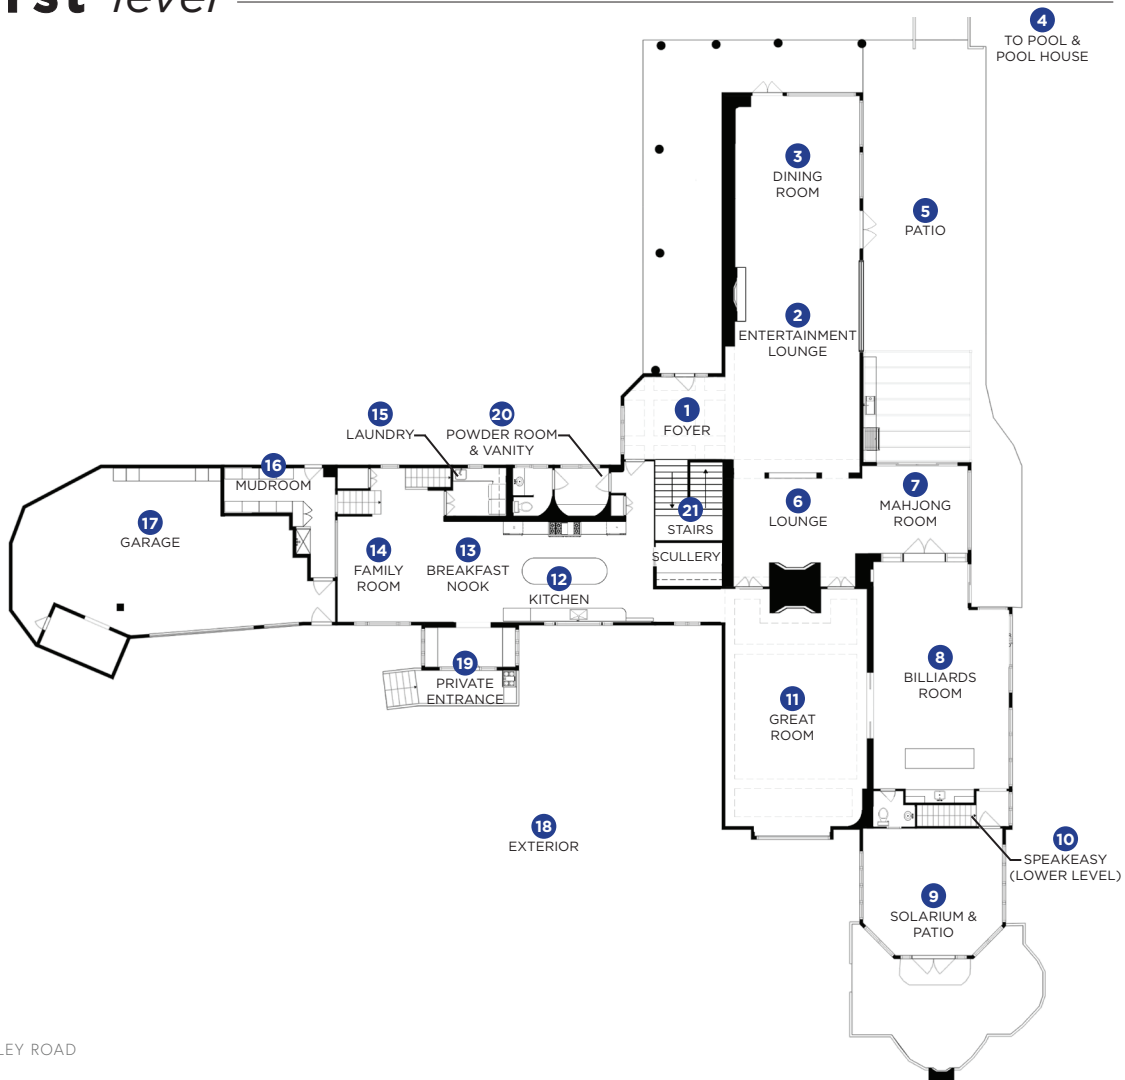 level
4
TO POOL &
POOL HOUSE
3
DINING
ROOM
5
PATIO
2
ENTERTAINMENT
LOUNGE
1
FOYER
15
LAUNDRY
20
POWDER ROOM
& VANITY
16
MUDROOM
17
GARAGE
14
FAMILY
ROOM
13
BREAKFAST
NOOK
12
KITCHEN
21
STAIRS
SCULLERY
6
LOUNGE
7
MAHJONG
ROOM
19
PRIVATE
ENTRANCE
11
GREAT
ROOM
8
BILLIARDS
ROOM
18
EXTERIOR
10
SPEAKEASY
(LOWER LEVEL)
9
SOLARIUM &
PATIO
LEY ROAD